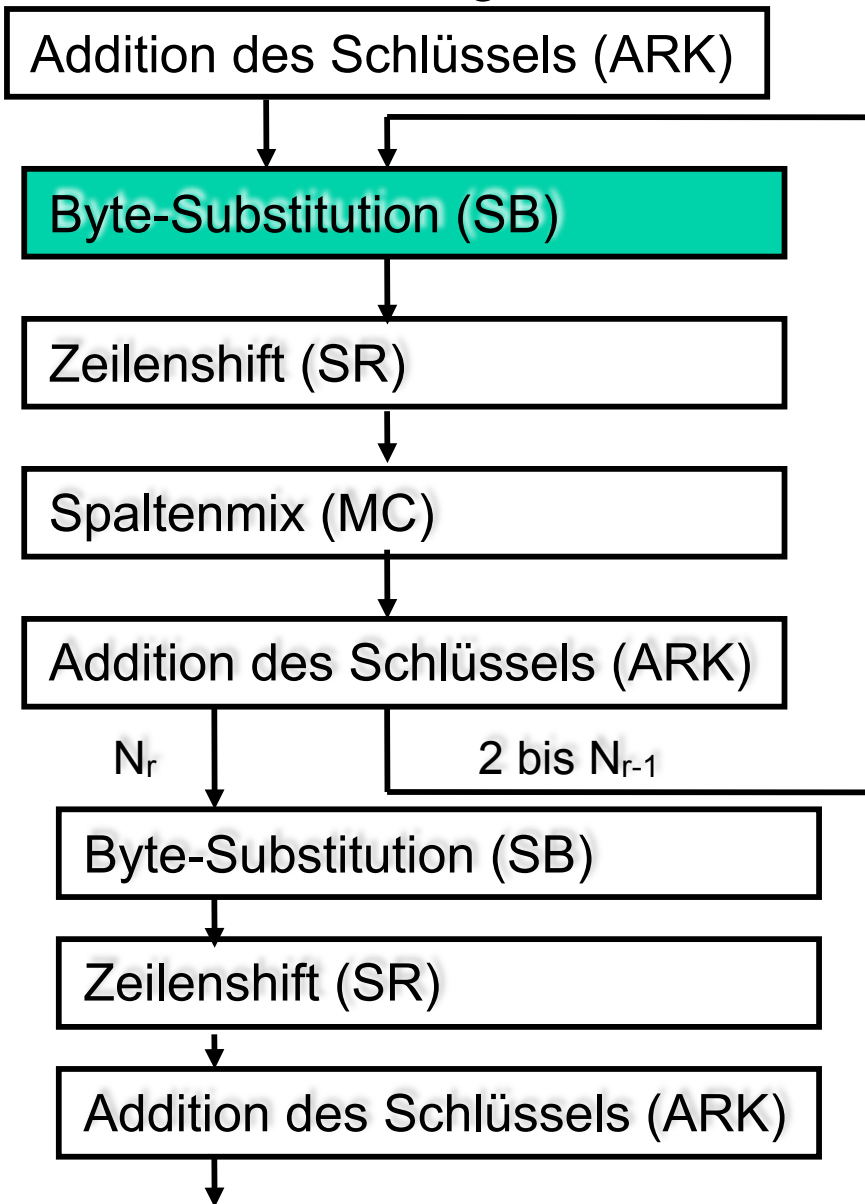 Addition des Schlüssels (ARK)
Byte-Substitution (SB)
Zeilenshift (SR)
Spaltenmix (MC)
Addition des Schlüssels (ARK)
Nr 2 bis Nr-1
Byte-Substitution (SB)
Zeilenshift (SR)
Addition des Schlüssels (ARK)